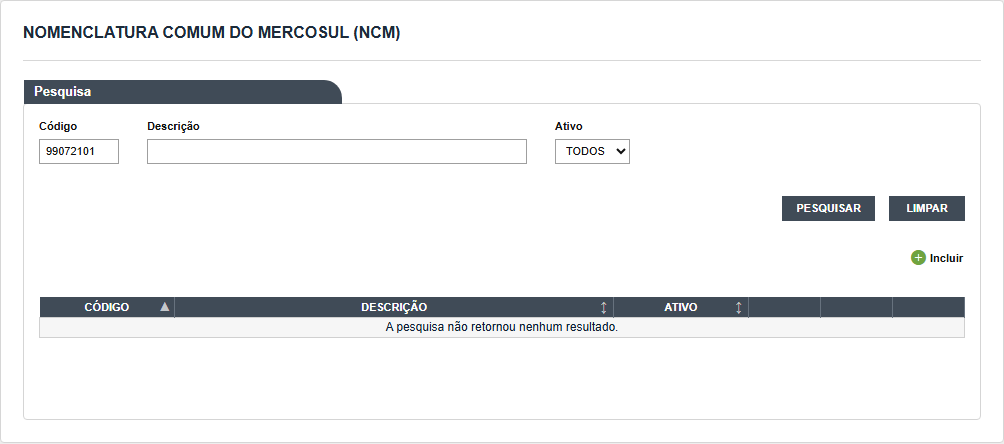 NOMENCLATURA COMUM DO MERCOSUL (NCM)
Pesquisa
Código Descrição Ativo
99072101 TODOS
PESQUISAR LIMPAR
Incluir
CÓDIGO DESCRIÇÃO ATIVO
A pesquisa não retornou nenhum resultado.